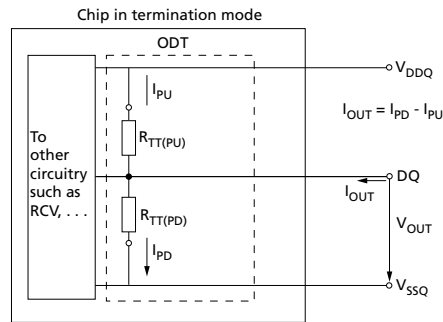 Chip in termination mode
ODT
V_DDQ
I_PU
I_OUT = I_PD - I_PU
To
other
circuitry
such as
RCV, . . .
R_TT(PU)
DQ
I_OUT
R_TT(PD)
V_OUT
I_PD
V_SSQ